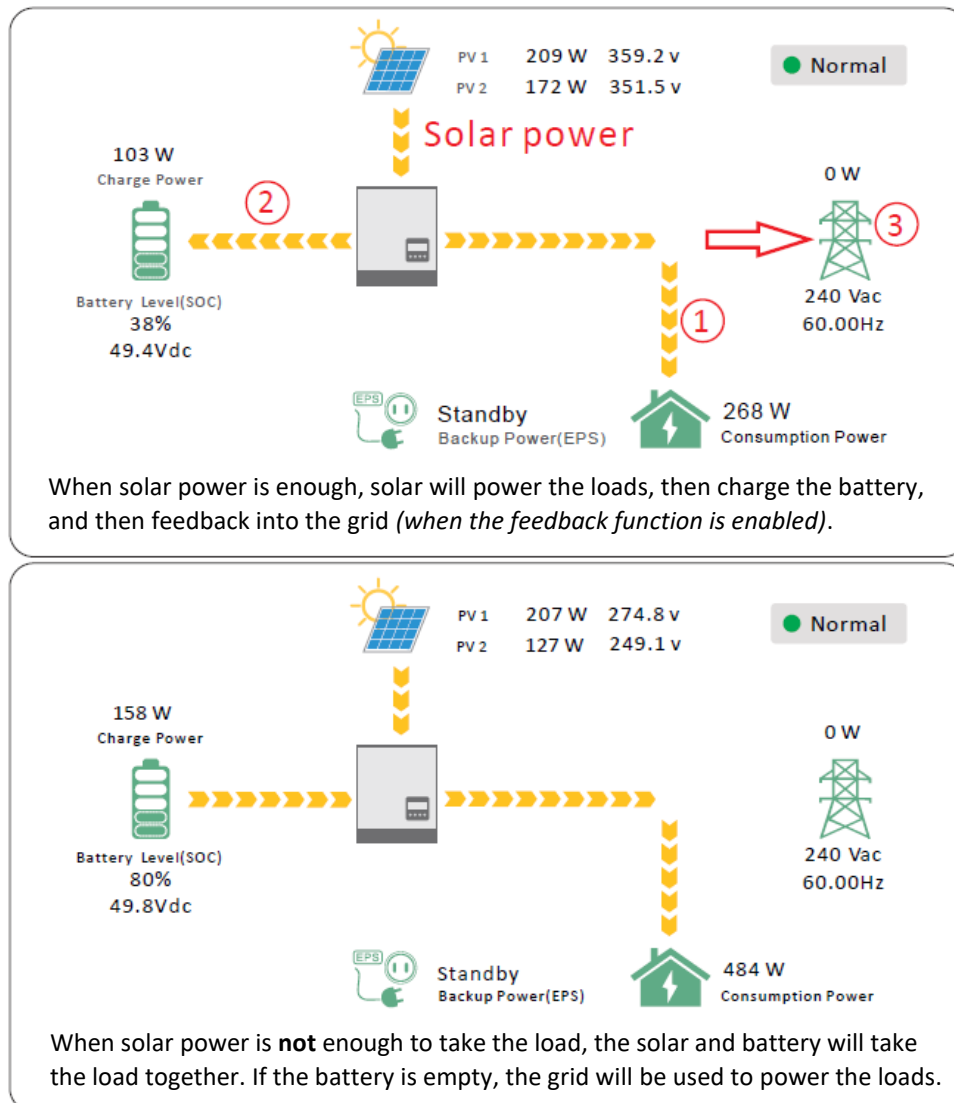 PV 1 209 W 359.2 v
PV 2 172 W 351.5 v
Normal
Solar power
103 W
Charge Power
0 W
2
3
Battery Level(SOC)
38%
49.4Vdc
240 Vac
60.00Hz
1
EPS
Standby
Backup Power(EPS)
268 W
Consumption Power
When solar power is enough, solar will power the loads, then charge the battery,
and then feedback into the grid (when the feedback function is enabled).
PV 1 207 W 274.8 v
PV 2 127 W 249.1 v
Normal
158 W
Charge Power
0 W
Battery Level(SOC)
80%
49.8Vdc
240 Vac
60.00Hz
EPS
Standby
Backup Power(EPS)
484 W
Consumption Power
When solar power is not enough to take the load, the solar and battery will take
the load together. If the battery is empty, the grid will be used to power the loads.